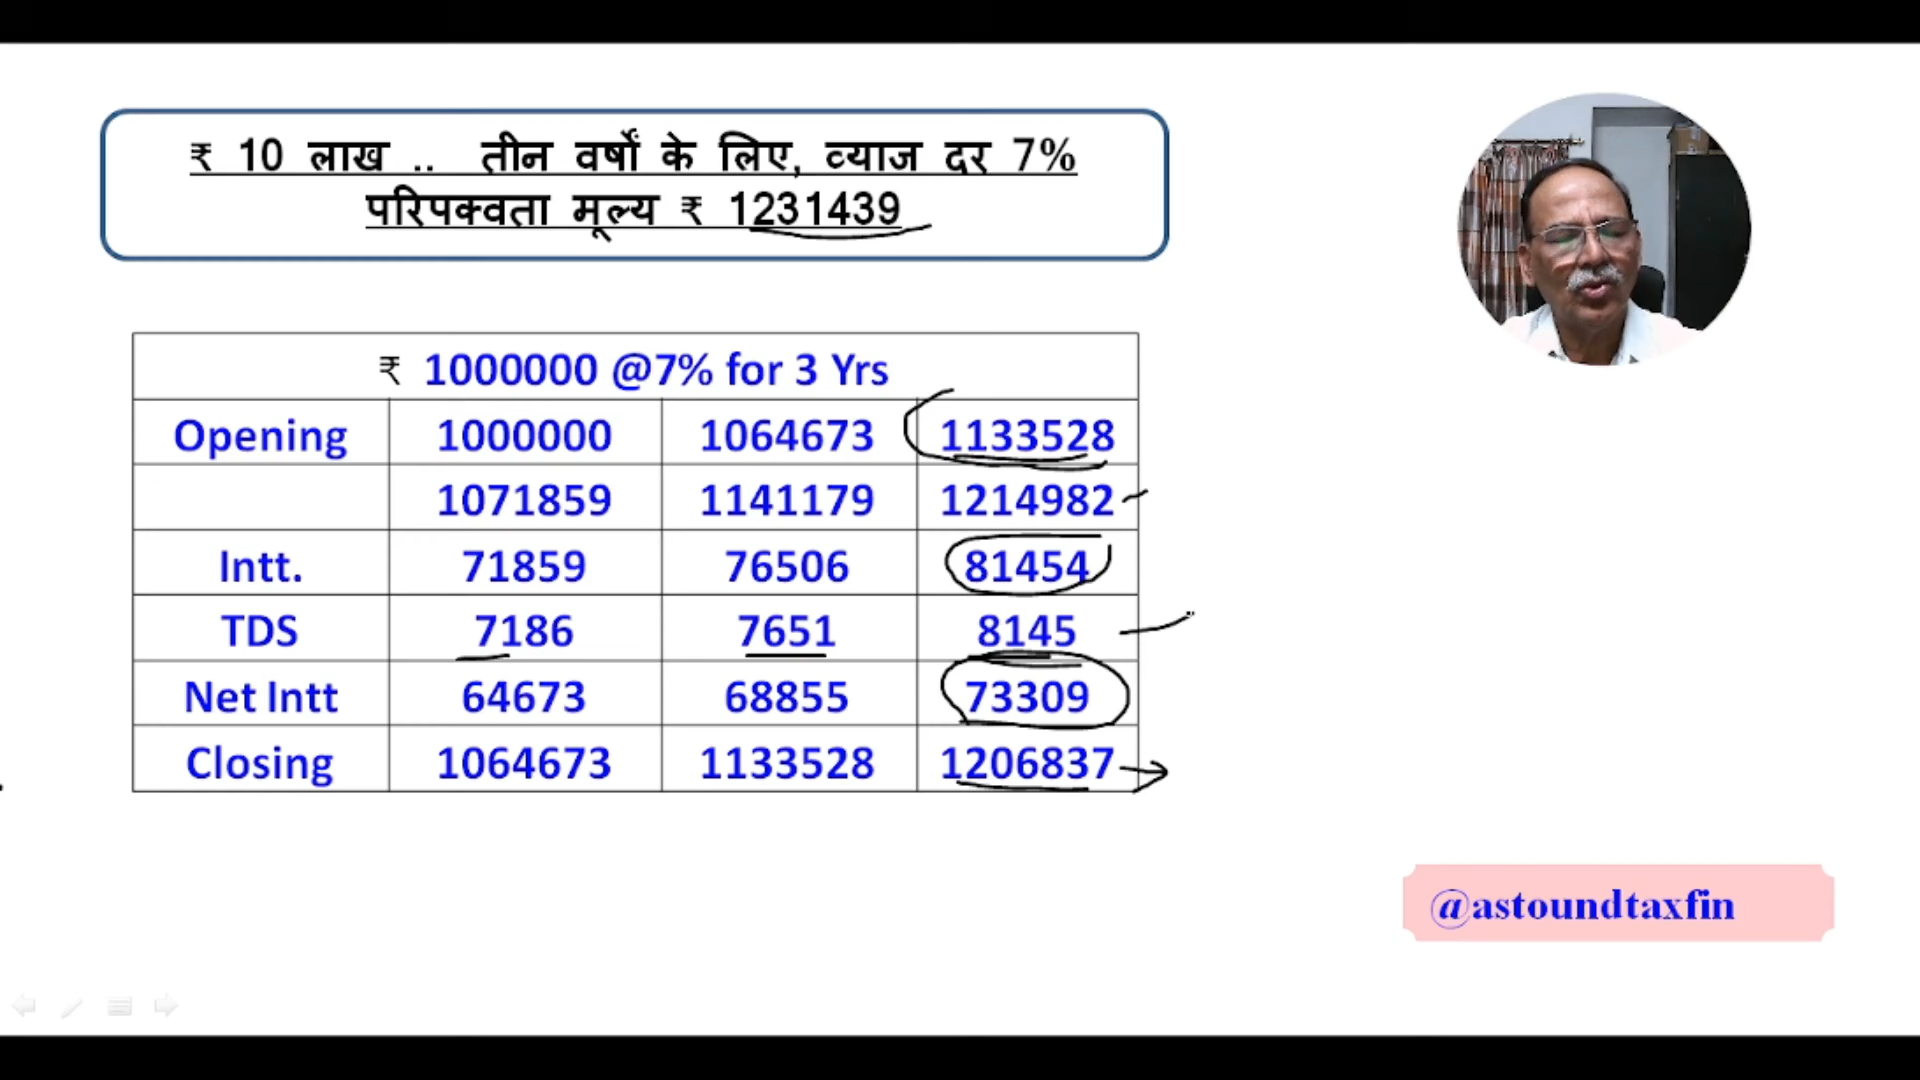 ₹ 10 लाख .. तीन वर्षों के लिए, व्याज दर 7%
परिपक्वता मूल्य ₹ 1231439
₹ 1000000 @7% for 3 Yrs
Opening 1000000 1064673 1133528
1071859 1141179 1214982
Intt. 71859 76506 81454
TDS 7186 7651 8145
Net Intt 64673 68855 73309
Closing 1064673 1133528 1206837
@astoundtaxfin